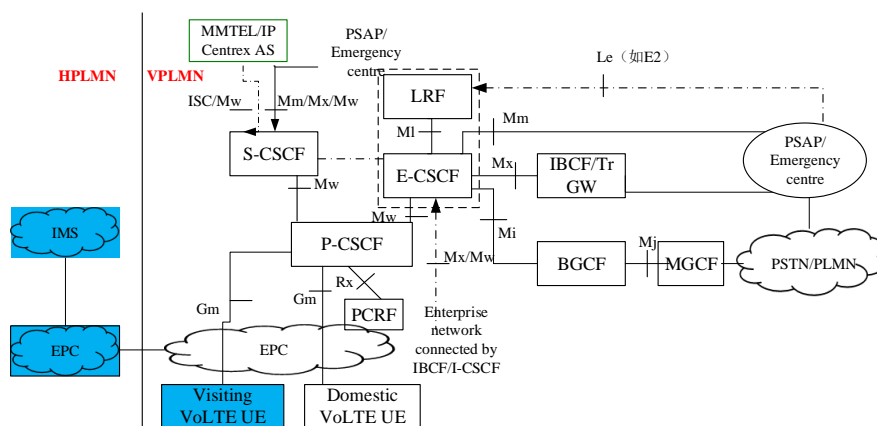 MMTEL/IP
Centrex AS
PSAP/
Emergency
centre
Le（如E2）
HPLMN
VPLMN
LRF
ISC/Mw
Mm/Mx/Mw
Ml
Mm
PSAP/
Emergency
centre
S-CSCF
E-CSCF
Mx
IBCF/Tr
GW
Mw
Mw
Mi
IMS
P-CSCF
Mx/Mw
BGCF
Mj
MGCF
PSTN/PLMN
Rx
Gm
Gm
PCRF
Enterprise
network
connected by
IBCF/I-CSCF
EPC
EPC
Visiting
VoLTE UE
Domestic
VoLTE UE